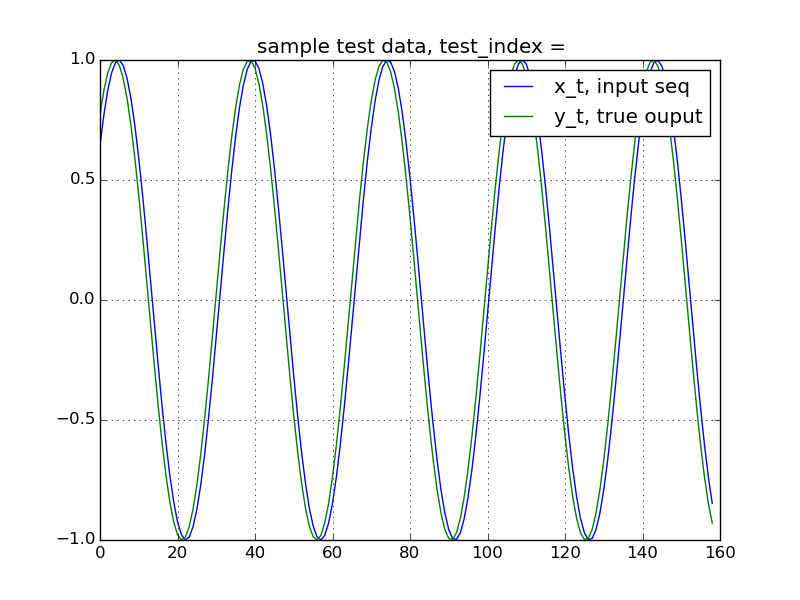 sample test data, test_index =
1.0
x_t, input seq
y_t, true ouput
0.5
0.0
−0.5
−1.0
0 20 40 60 80 100 120 140 160